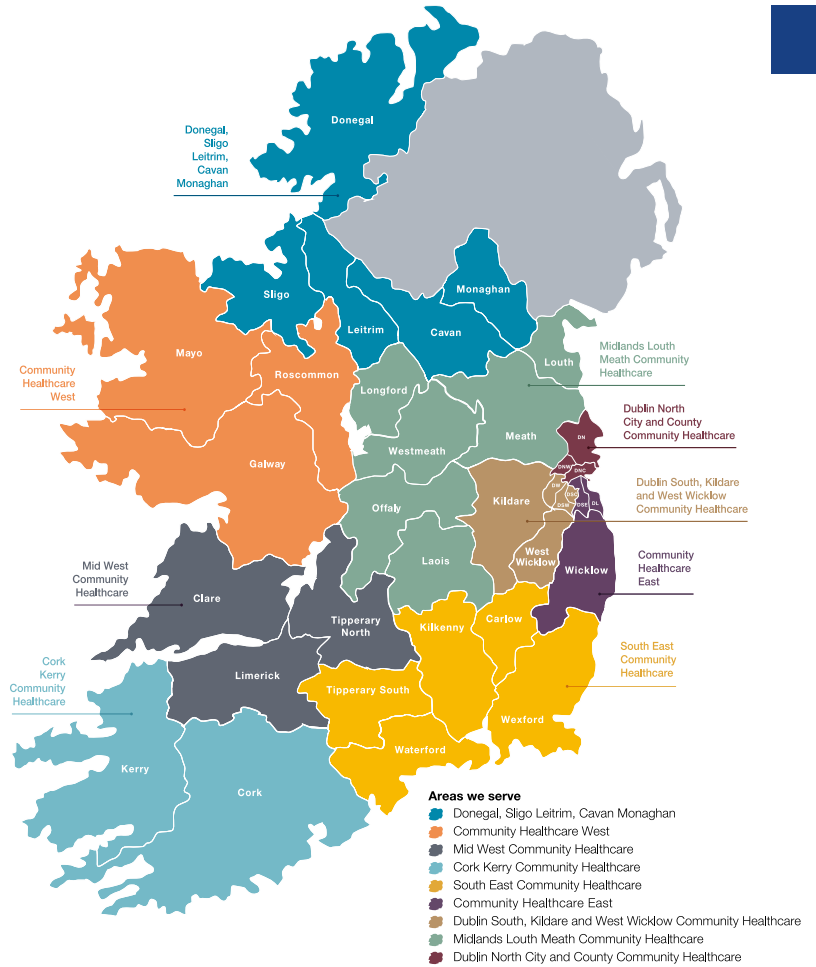 Donegal
Donegal,
Sligo
Leitrim,
Cavan
Monaghan
Monaghan
Sligo
Leitrim
Cavan
Mayo
Roscommon
Community
Healthcare
West
Louth
Midlands Louth
Meath Community
Healthcare
Longford
Dublin North
City and County
Community Healthcare
DN
Meath
Westmeath
Galway
DNW
DNC
Kildare
DW
DSC
DGW
DSE
DL
Dublin South, Kildare
and West Wicklow
Community Healthcare
Offaly
West
Wicklow
Laois
Wicklow
Community
Healthcare
East
Mid West
Community
Healthcare
Clare
Tipperary
North
Kilkenny
Carlow
South East
Community
Healthcare
Cork
Kerry
Community
Healthcare
Limerick
Tipperary South
Wexford
Waterford
Kerry
Cork
Areas we serve
Donegal, Sligo Leitrim, Cavan Monaghan
Community Healthcare West
Mid West Community Healthcare
Cork Kerry Community Healthcare
South East Community Healthcare
Community Healthcare East
Dublin South, Kildare and West Wicklow Community Healthcare
Midlands Louth Meath Community Healthcare
Dublin North City and County Community Healthcare